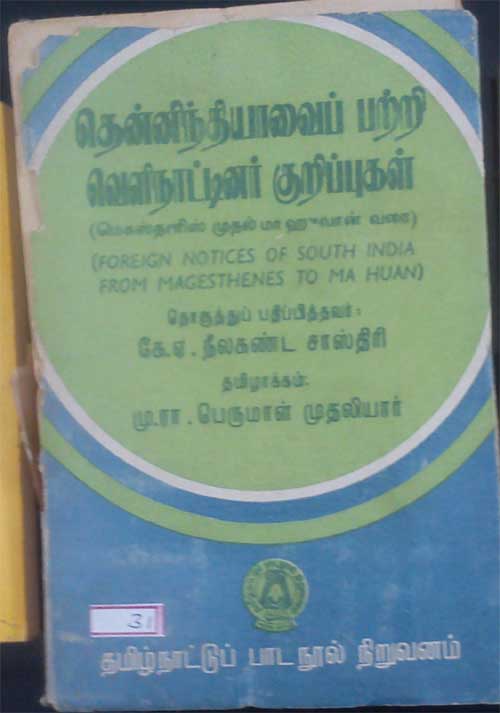 தென்னிந்தியாவைப் பற்றி
வெளிநாட்டினர் குறிப்புகள்
(மெகஸ்தனிஸ் முதல் மா ஹுவான் வரை)
(FOREIGN NOTICES OF SOUTH INDIA
FROM MAGESTHENES TO MA HUAN)
தொகுத்துப் பதிப்பித்தவர்:
கே.ஏ. நீலகண்ட சாஸ்திரி
தமிழாக்கம்:
மு.ரா. பெருமாள் முதலியார்
31
தமிழ்நாட்டுப் பாடநூல் நிறுவனம்